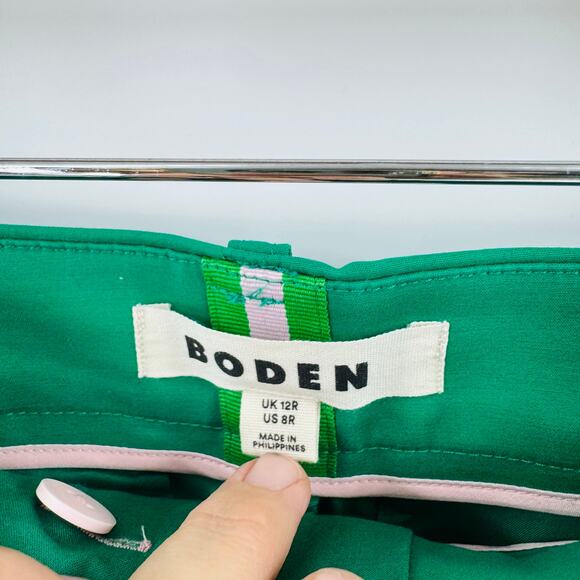 BODEN
UK 12R
US 8R
MADE IN
PHILIPPINES